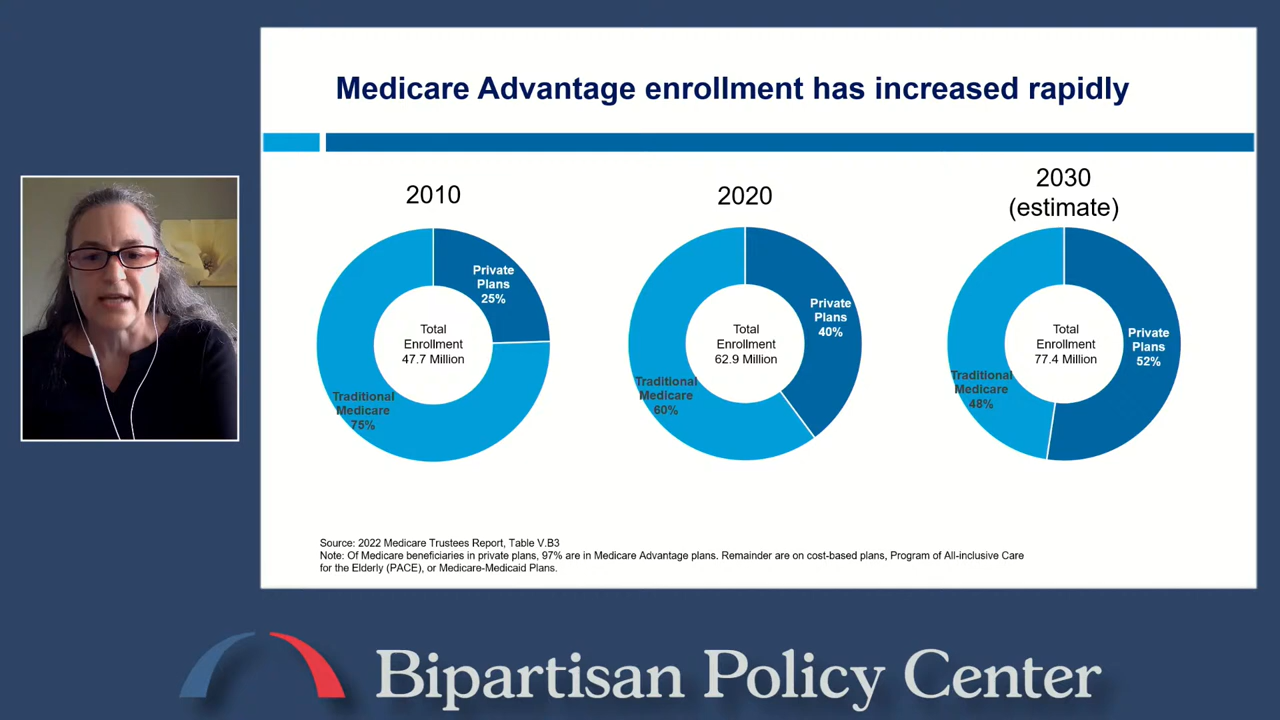 Medicare Advantage enrollment has increased rapidly
2010
Private
Plans
25%
Total
Enrollment
47.7 Million
Traditional
Medicare
75%
2020
Private
Plans
40%
Total
Enrollment
62.9 Million
Traditional
Medicare
60%
2030
(estimate)
Private
Plans
52%
Total
Enrollment
77.4 Million
Traditional
Medicare
48%
Source: 2022 Medicare Trustees Report, Table V.B3
Note: Of Medicare beneficiaries in private plans, 97% are in Medicare Advantage plans. Remainder are on cost-based plans, Program of All-inclusive Care
for the Elderly (PACE), or Medicare-Medicaid Plans.
Bipartisan Policy Center